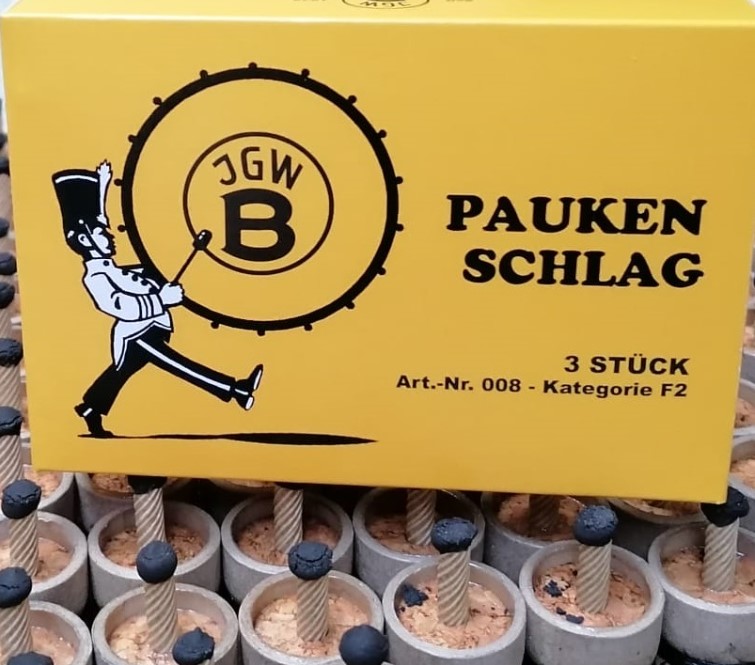 JGW
B
PAUKEN
SCHLAG
3 STÜCK
Art.-Nr. 008 - Kategorie F2